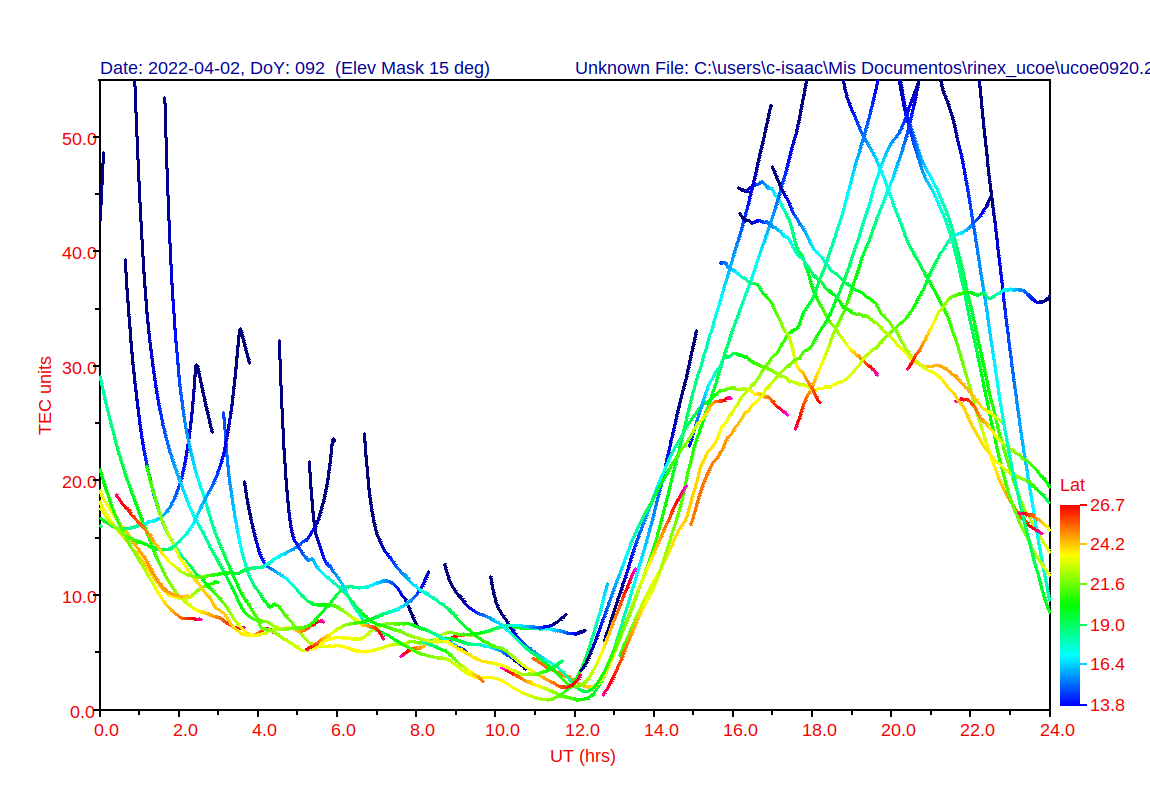 Date: 2022-04-02, DoY: 092  (Elev Mask 15 deg) Unknown File: C:\users\c-isaac\Mis Documentos\rinex_ucoe\ucoe0920.2
50.0
40.0
30.0
20.0
10.0
0.0
TEC units
0.0 2.0 4.0 6.0 8.0 10.0 12.0 14.0 16.0 18.0 20.0 22.0 24.0
UT (hrs)
Lat
26.7
24.2
21.6
19.0
16.4
13.8